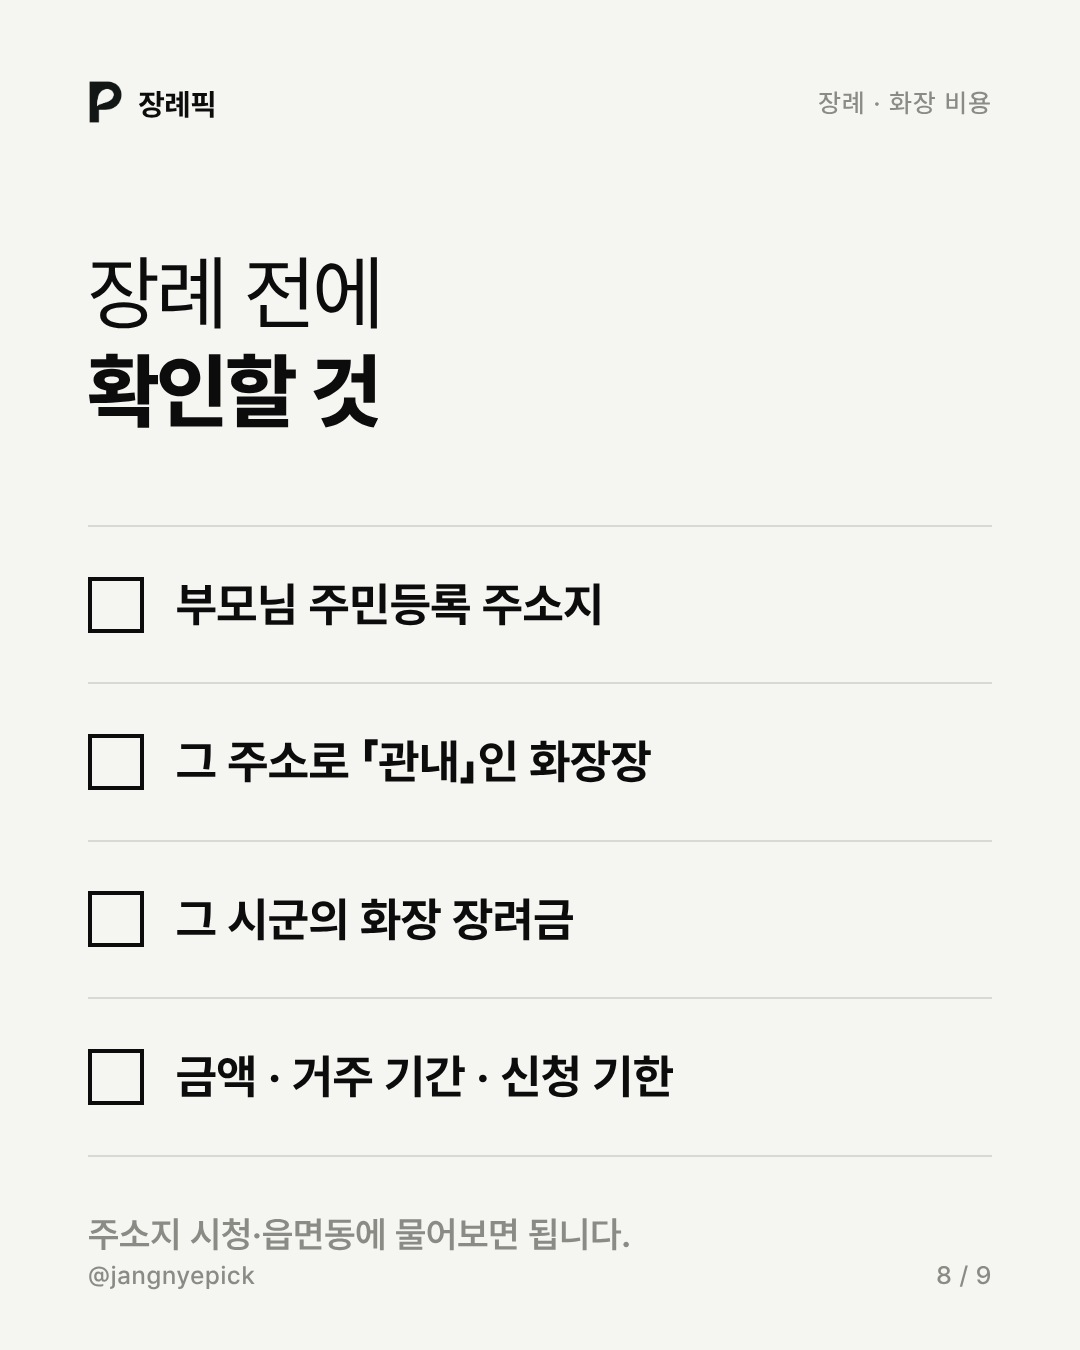 장례픽
장례 · 화장 비용
장례 전에
확인할 것
부모님 주민등록 주소지
그 주소로 「관내」인 화장장
그 시군의 화장 장려금
금액 · 거주 기간 · 신청 기한
주소지 시청·읍면동에 물어보면 됩니다.
@jangnyepick
8 / 9